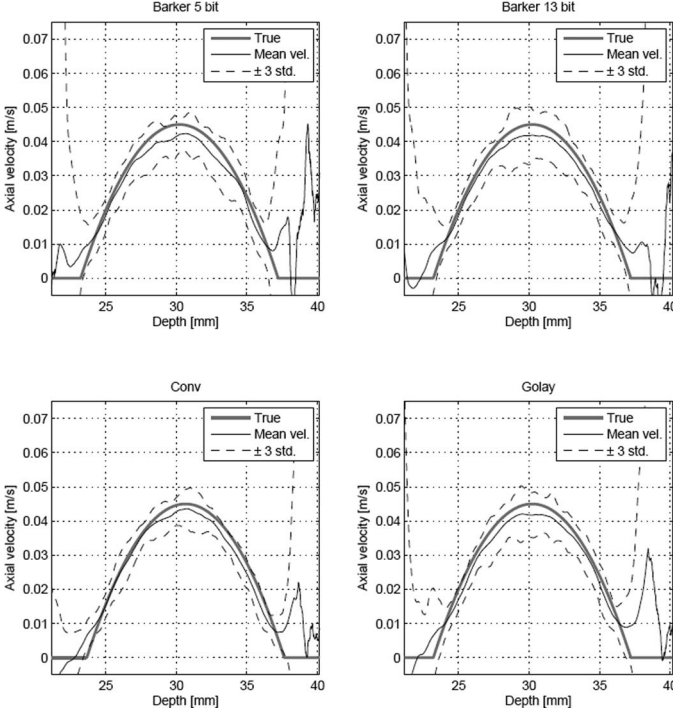 Barker 5 bit
0.07
0.06
0.05
0.04
0.03
0.02
0.01
0
Axial velocity [m/s]
True
Mean vel.
± 3 std.
25 30 35 40
Depth [mm]
Barker 13 bit
0.07
0.06
0.05
0.04
0.03
0.02
0.01
0
Axial velocity [m/s]
True
Mean vel.
± 3 std.
25 30 35 40
Depth [mm]
Conv
0.07
0.06
0.05
0.04
0.03
0.02
0.01
0
Axial velocity [m/s]
True
Mean vel.
± 3 std.
25 30 35 40
Depth [mm]
Golay
0.07
0.06
0.05
0.04
0.03
0.02
0.01
0
Axial velocity [m/s]
True
Mean vel.
± 3 std.
25 30 35 40
Depth [mm]